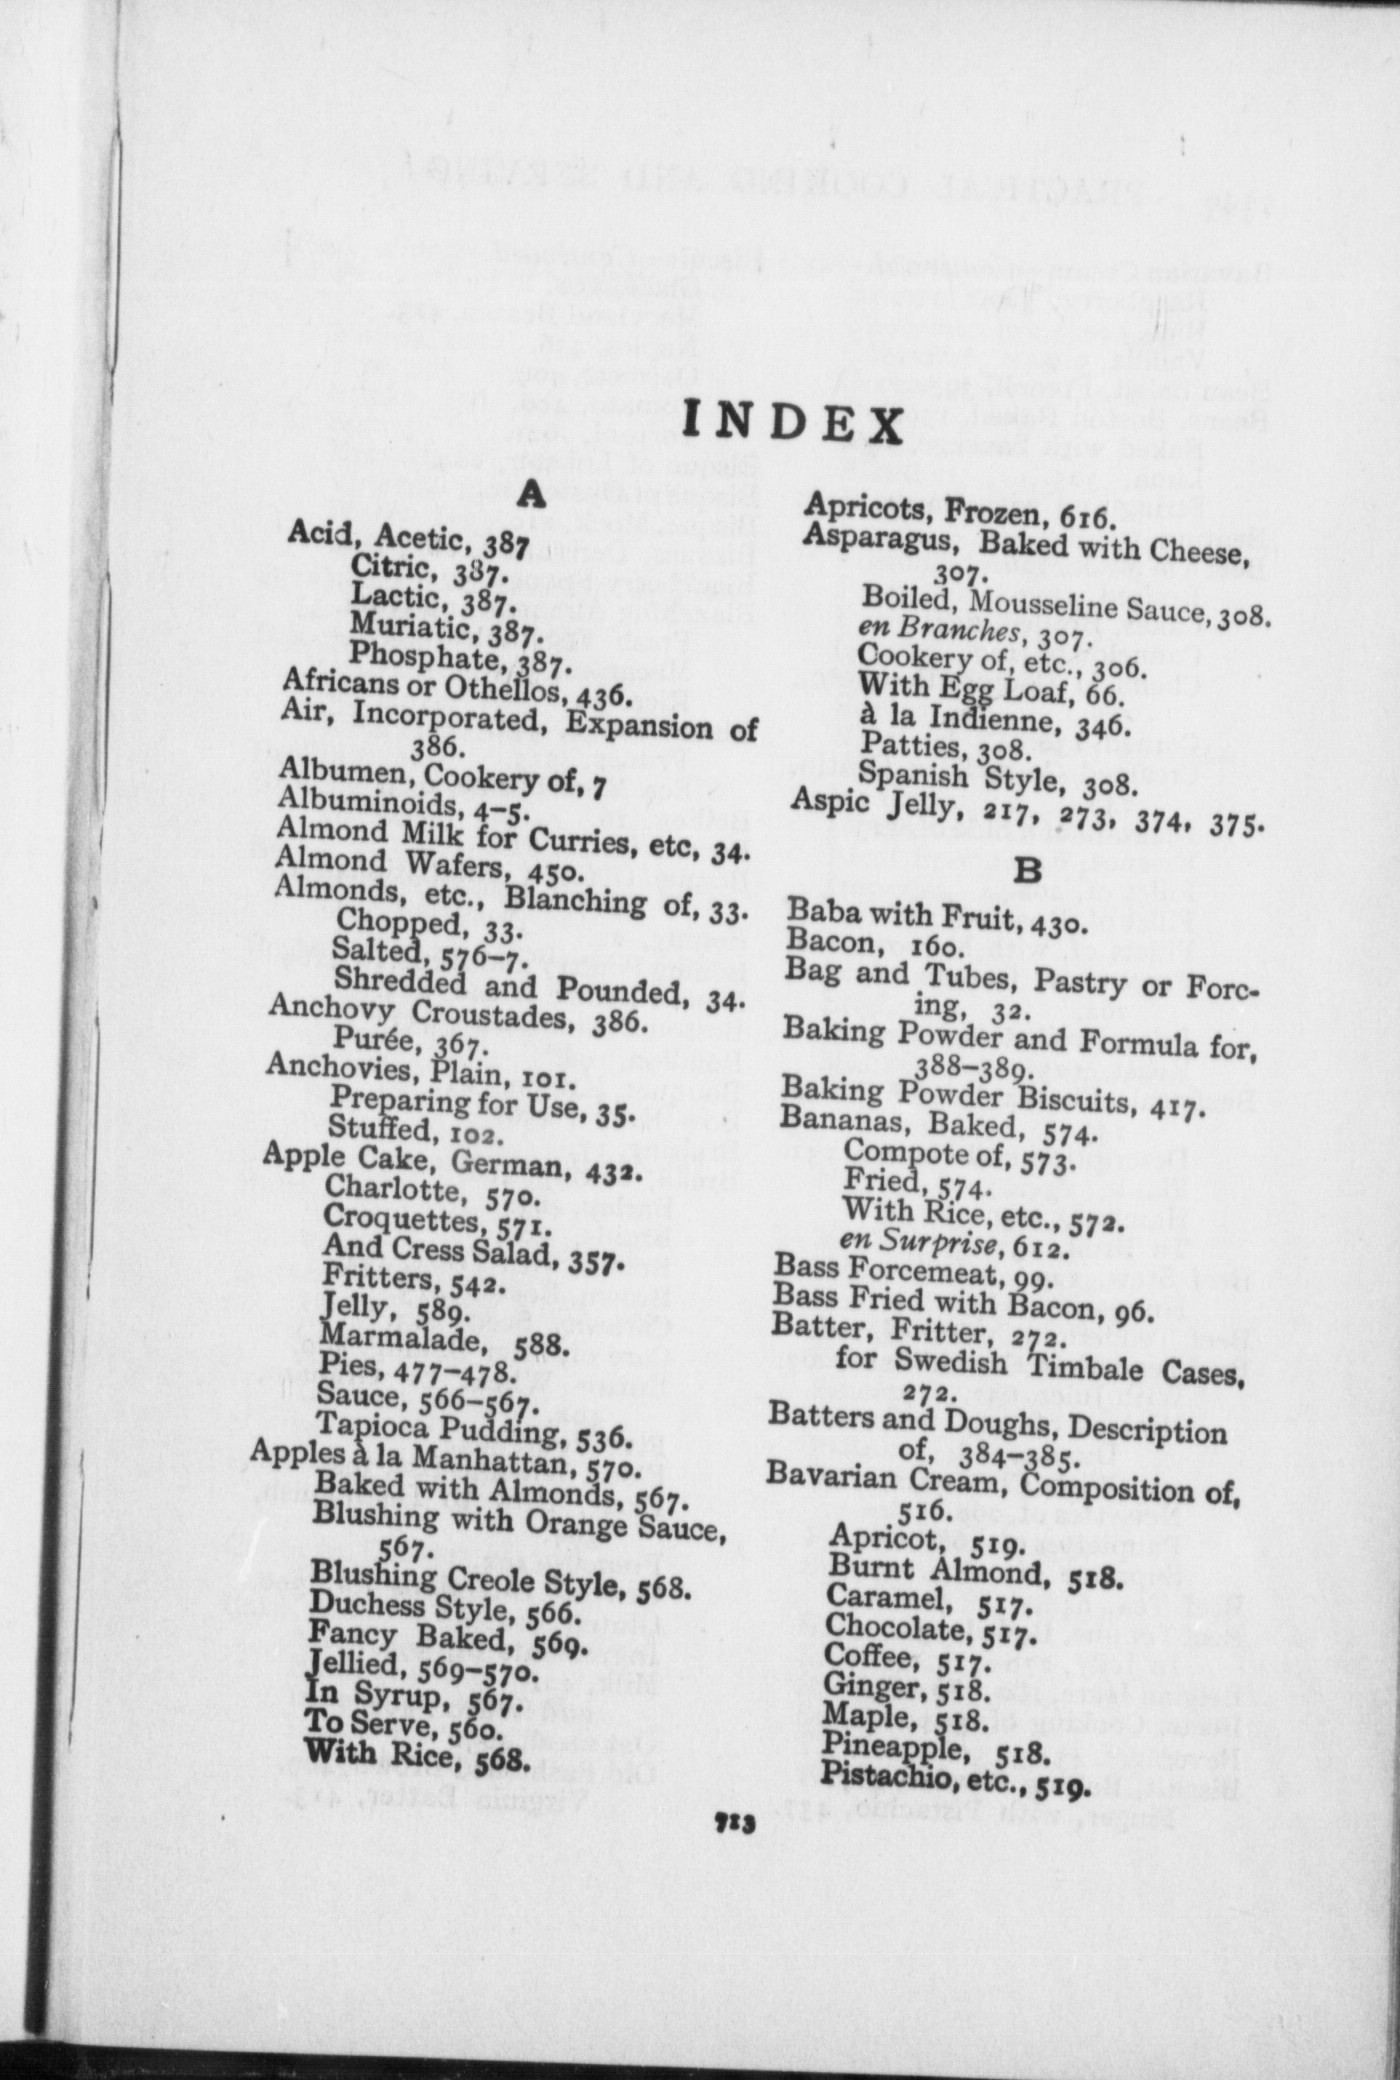 INDEX
A
Acid, Acetic, 387
Citric, 387.
Lactic, 387.
Muriatic, 387.
Phosphate, 387.
Africans or Othellos, 436.
Air, Incorporated, Expansion of
386.
Albumen, Cookery of, 7
Albuminoids, 4–5.
Almond Milk for Curries, etc, 34.
Almond Wafers, 450.
Almonds, etc., Blanching of, 33.
Chopped, 33.
Salted, 576–7.
Shredded and Pounded, 34.
Anchovy Croustades, 386.
Purée, 367.
Anchovies, Plain, 101.
Preparing for Use, 35.
Stuffed, 102.
Apple Cake, German, 432.
Charlotte, 570.
Croquettes, 571.
And Cress Salad, 357.
Fritters, 542.
Jelly, 589.
Marmalade, 588.
Pies, 477–478.
Sauce, 566–567.
Tapioca Pudding, 536.
Apples à la Manhattan, 570.
Baked with Almonds, 567.
Blushing with Orange Sauce,
567.
Blushing Creole Style, 568.
Duchess Style, 566.
Fancy Baked, 569.
Jellied, 569–570.
In Syrup, 567.
To Serve, 560.
With Rice, 568.
Apricots, Frozen, 616.
Asparagus, Baked with Cheese,
307.
Boiled, Mousseline Sauce, 308.
en Branches, 307.
Cookery of, etc., 306.
With Egg Loaf, 66.
à la Indienne, 346.
Patties, 308.
Spanish Style, 308.
Aspic Jelly, 217, 273, 374, 375.
B
Baba with Fruit, 430.
Bacon, 160.
Bag and Tubes, Pastry or Forc-
ing, 32.
Baking Powder and Formula for,
388–389.
Baking Powder Biscuits, 417.
Bananas, Baked, 574.
Compote of, 573.
Fried, 574.
With Rice, etc., 572.
en Surprise, 612.
Bass Forcemeat, 99.
Bass Fried with Bacon, 96.
Batter, Fritter, 272.
for Swedish Timbale Cases,
272.
Batters and Doughs, Description
of, 384–385.
Bavarian Cream, Composition of,
516.
Apricot, 519.
Burnt Almond, 518.
Caramel, 517.
Chocolate, 517.
Coffee, 517.
Ginger, 518.
Maple, 518.
Pineapple, 518.
Pistachio, etc., 519.
713